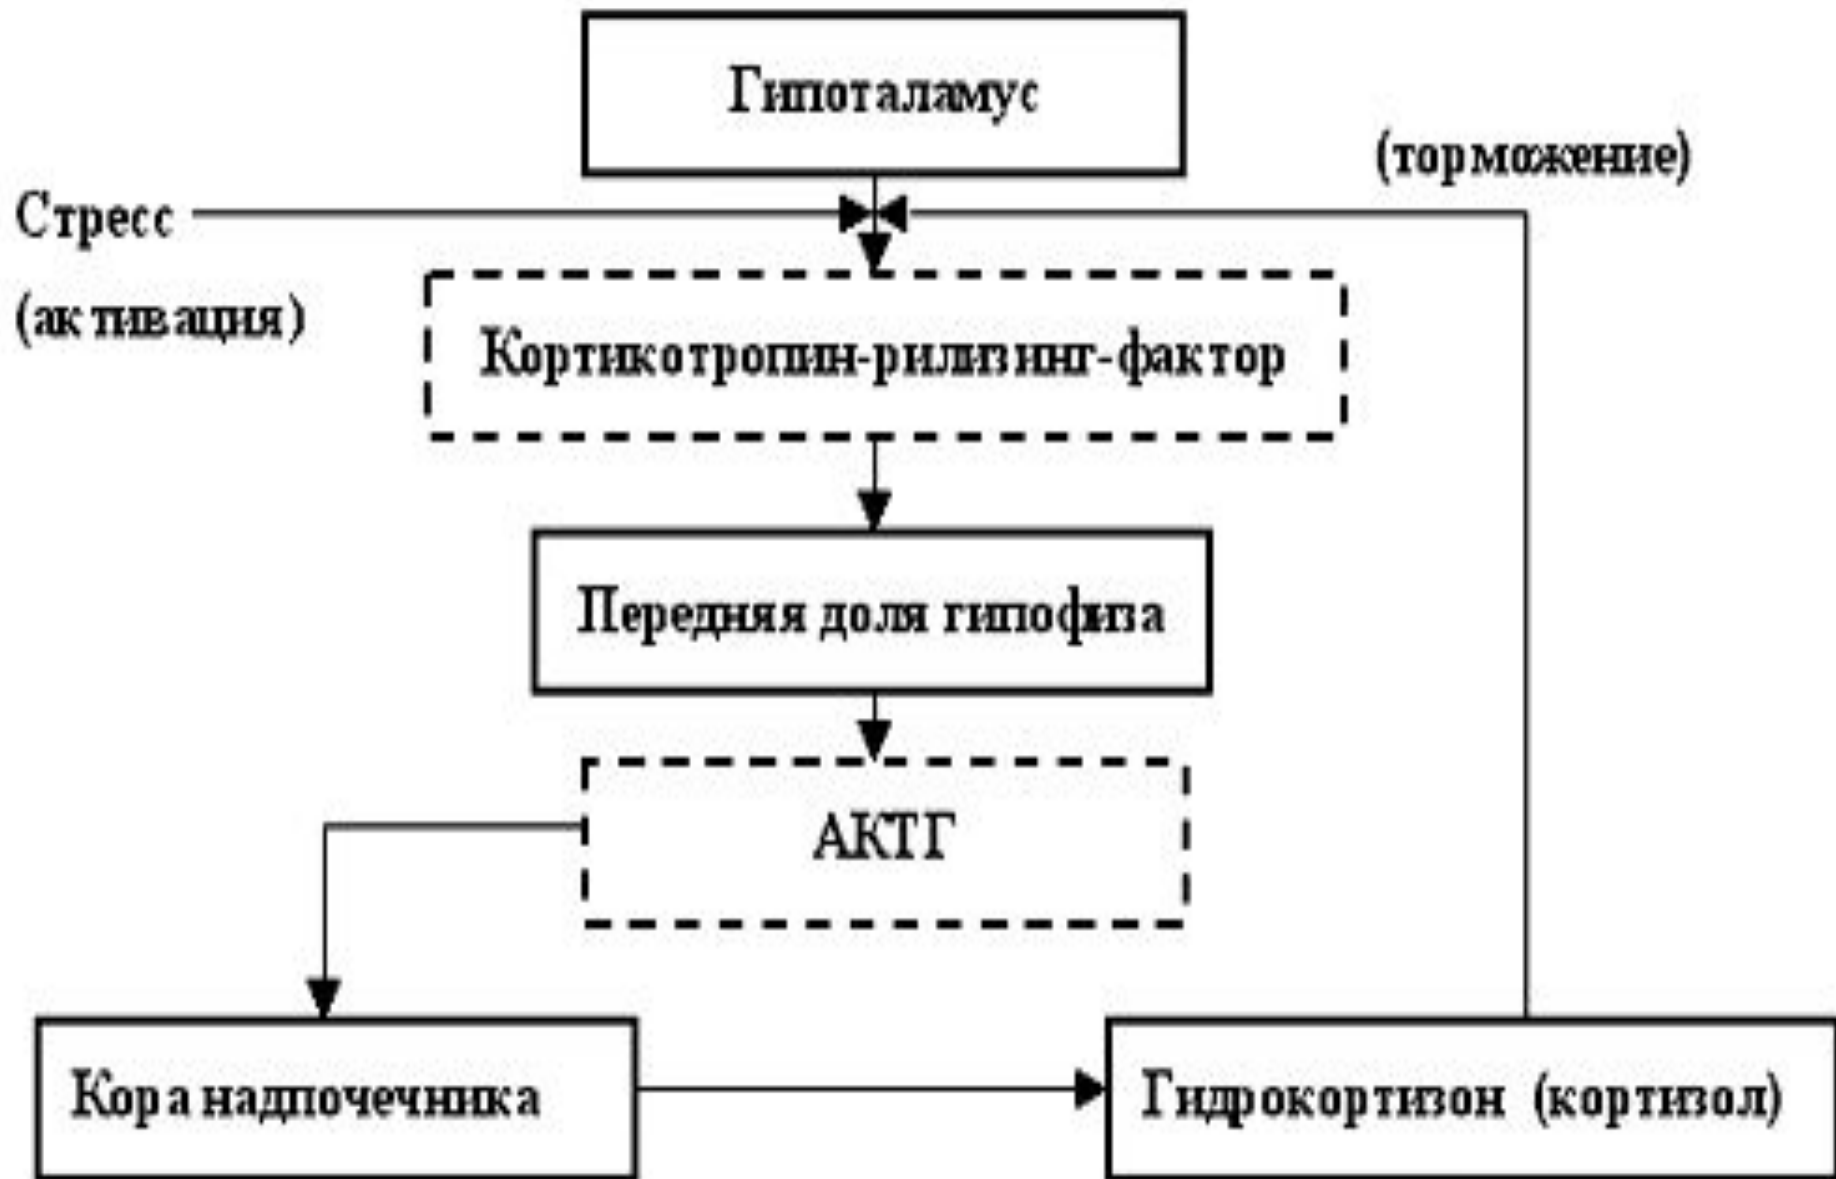 Гипоталамус
(торможение)
Стресс
(активация)
Кортикотропин-рилизинг-фактор
Передняя доля гипофиза
АКТГ
Кора надпочечника
Гидрокортизон (кортизол)